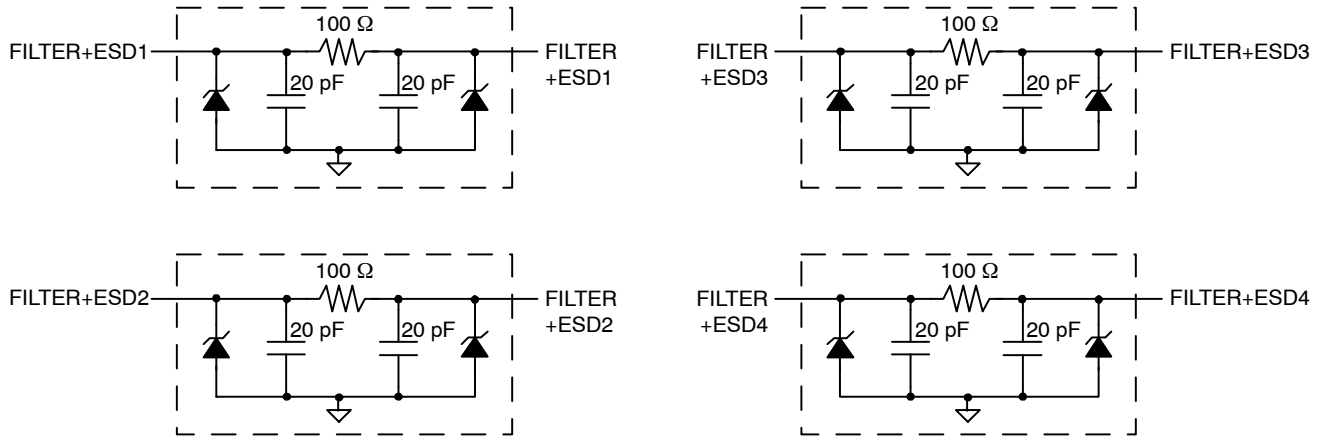 100 Ω
FILTER+ESD1
20 pF
20 pF
FILTER
+ESD1
100 Ω
FILTER
+ESD3
20 pF
20 pF
FILTER+ESD3
100 Ω
FILTER+ESD2
20 pF
20 pF
FILTER
+ESD2
100 Ω
FILTER
+ESD4
20 pF
20 pF
FILTER+ESD4